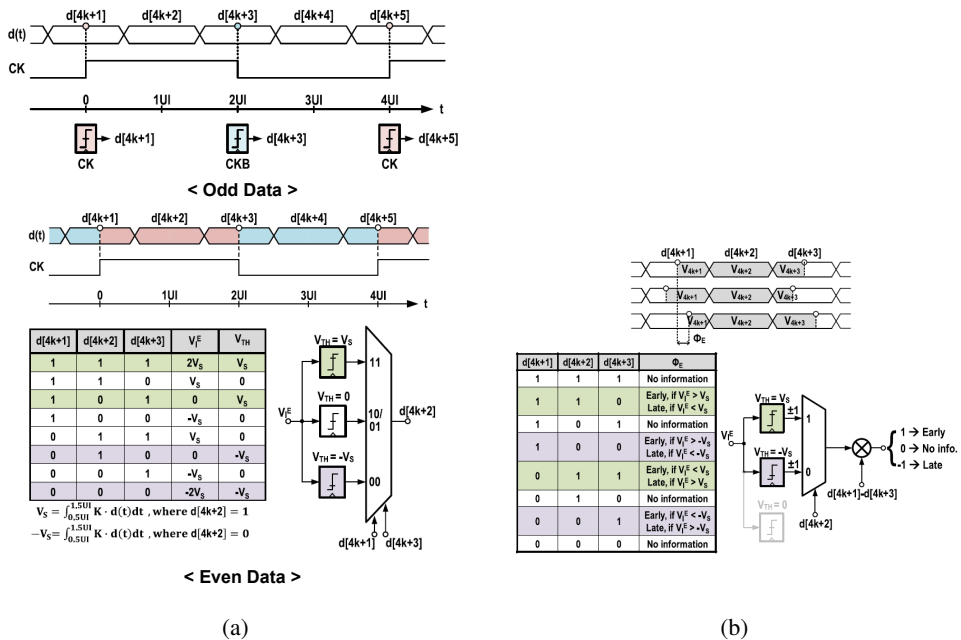 d[4k+1] d[4k+2] d[4k+3] d[4k+4] d[4k+5]
d(t)
CK
0 1UI 2UI 3UI 4UI t
d[4k+1] d[4k+3] d[4k+5]
CK CKB CK
< Odd Data >
d[4k+1] d[4k+2] d[4k+3] d[4k+4] d[4k+5]
d(t)
CK
0 1UI 2UI 3UI 4UI t
d[4k+1] d[4k+2] d[4k+3] V_I^E V_TH
1 1 1 2V_S V_S
1 1 0 V_S 0
1 0 1 0 V_S
1 0 0 -V_S 0
0 1 1 V_S 0
0 1 0 0 -V_S
0 0 1 -V_S 0
0 0 0 -2V_S -V_S
V_S = ∫_{0.5UI}^{1.5UI} K · d(t)dt , where d[4k+2] = 1
−V_S= ∫_{0.5UI}^{1.5UI} K · d(t)dt , where d[4k+2] = 0
V_TH = V_S
11
V_I^E
V_TH = 0
10/
01
d[4k+2]
V_TH = -V_S
00
d[4k+1] d[4k+3]
< Even Data >
(a)
d[4k+1] d[4k+2] d[4k+3]
V4k+1 V4k+2 V4k+3
V4k+1 V4k+2 V4k+3
V4k+1 V4k+2 V4k+3
Φ_E
d[4k+1] d[4k+2] d[4k+3] Φ_E
1 1 1 No information
1 1 0 Early, if V_I^E > V_S
Late, if V_I^E < V_S
1 0 1 No information
1 0 0 Early, if V_I^E > -V_S
Late, if V_I^E < -V_S
0 1 1 Early, if V_I^E < V_S
Late, if V_I^E > V_S
0 1 0 No information
0 0 1 Early, if V_I^E < -V_S
Late, if V_I^E > -V_S
0 0 0 No information
V_TH = V_S
±1
1
V_I^E
V_TH = -V_S
±1
0
V_TH = 0
d[4k+2]
d[4k+1]-d[4k+3]
1 → Early
0 → No info.
-1 → Late
(b)